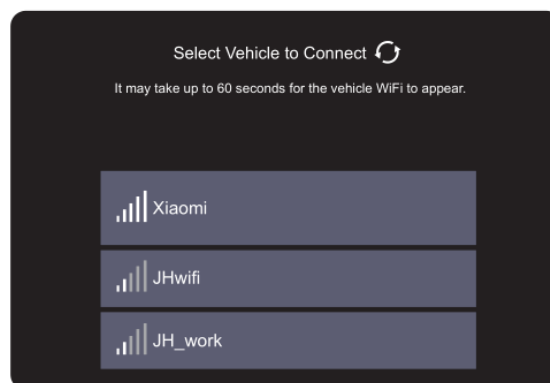 Select Vehicle to Connect
It may take up to 60 seconds for the vehicle WiFi to appear.
Xiaomi
JHwifi
JH_work